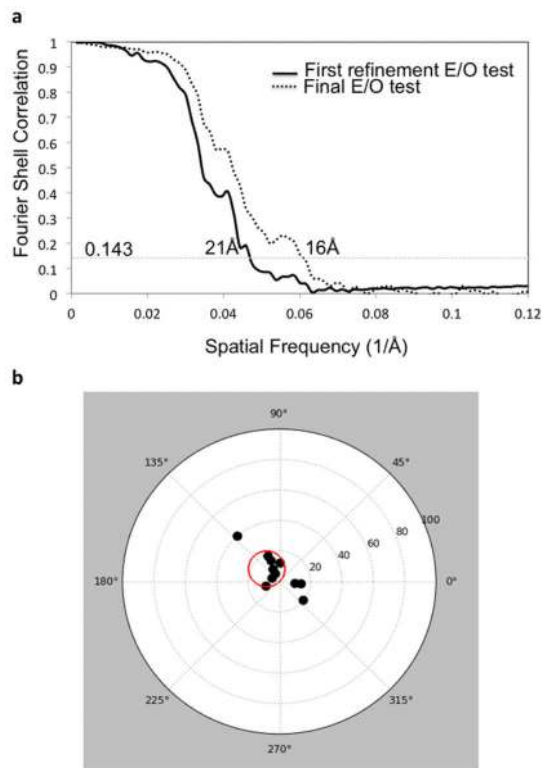 a
1
0.9
0.8
0.7
0.6
0.5
0.4
0.3
0.2
0.1
0
Fourier Shell Correlation
First refinement E/O test
Final E/O test
0.143
21Å
16Å
0 0.02 0.04 0.06 0.08 0.1 0.12
Spatial Frequency (1/Å)
b
90°
135° 45°
100
80
60
40
20
180° 0°
225° 315°
270°